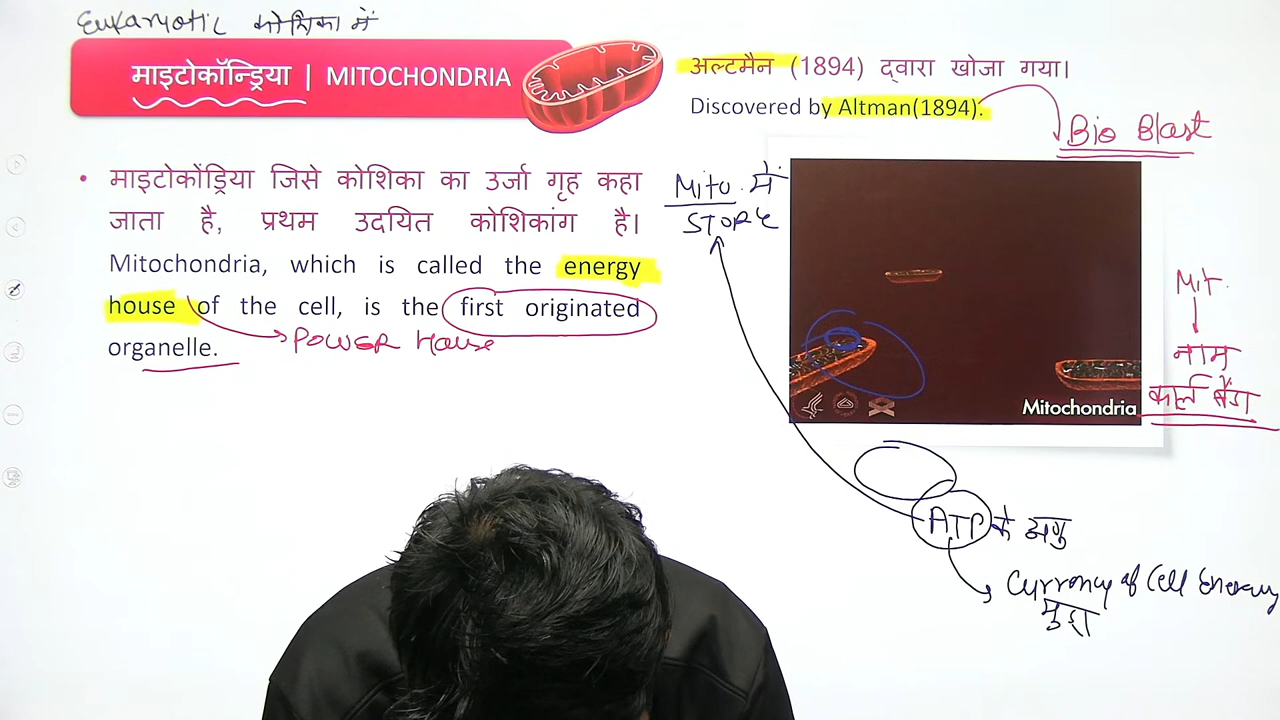 Eukaryotic कोशिका में
माइटोकॉन्ड्रिया | MITOCHONDRIA
अल्टमैन (1894) द्वारा खोजा गया।
Discovered by Altman(1894).
Bio Blast
माइटोकोंड्रिया जिसे कोशिका का उर्जा गृह कहा
जाता है, प्रथम उदयित कोशिकांग है।
Mitochondria, which is called the energy
house of the cell, is the first originated
organelle.
POWER House
Mito. में
STORE
Mit.
नाम
कार्ल बेंडा
Mitochondria
ATP के अणु
Currency of Cell Energy
मुद्रा